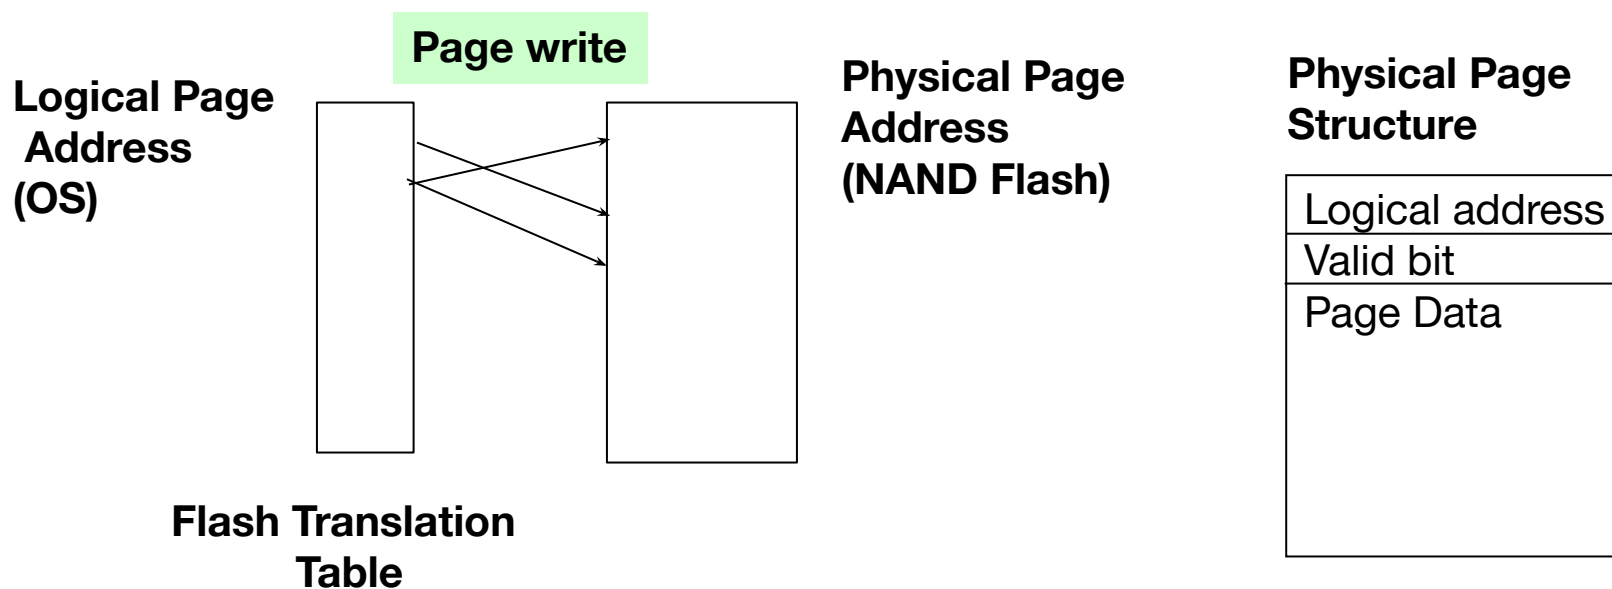 Page write
Logical Page
Address
(OS)
Physical Page
Address
(NAND Flash)
Physical Page
Structure
Logical address
Valid bit
Page Data
Flash Translation
Table